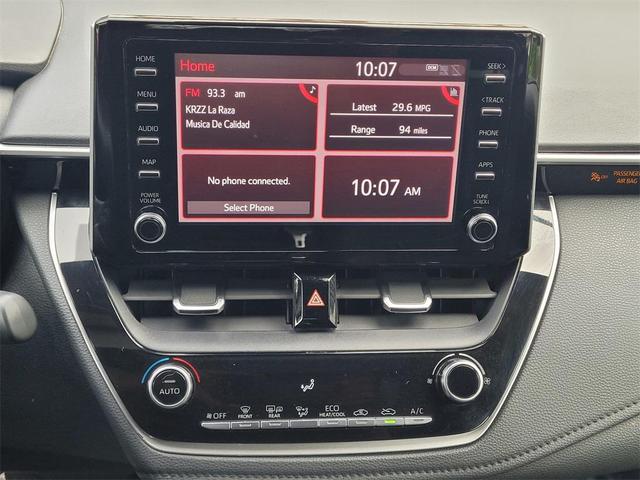 HOME
MENU
AUDIO
MAP
POWER
VOLUME
Home 10:07 DCM
FM 93.3 am
KRZZ La Raza
Musica De Calidad
Latest 29.6 MPG
Range 94 miles
No phone connected.
Select Phone
10:07 AM
SEEK>
<TRACK
PHONE
APPS
TUNE
SCROLL
OFF
PASSENGER
AIR BAG
AUTO
OFF
FRONT
REAR
ECO
HEAT/COOL
A/C